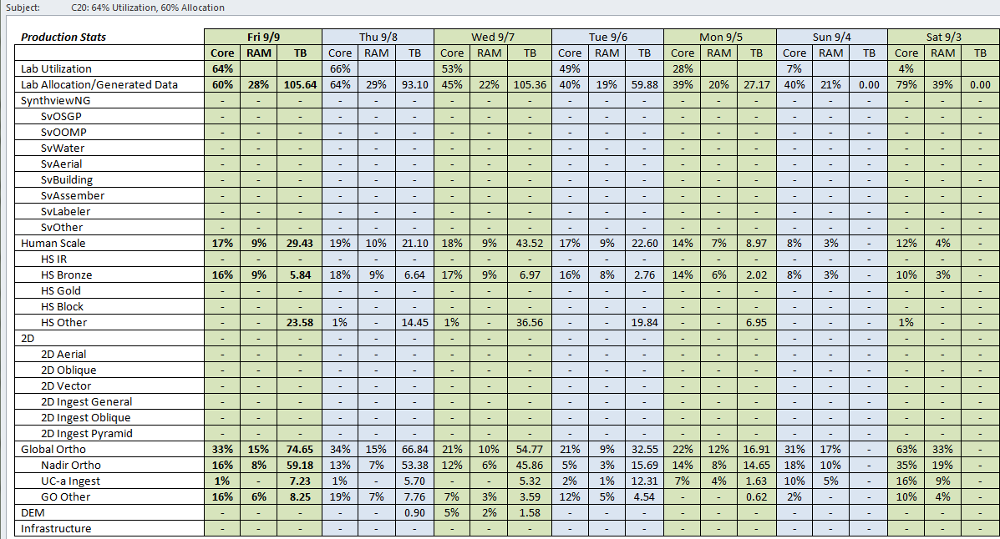 Subject: C20: 64% Utilization, 60% Allocation
Production Stats Fri 9/9 Thu 9/8 Wed 9/7 Tue 9/6 Mon 9/5 Sun 9/4 Sat 9/3
Core RAM TB Core RAM TB Core RAM TB Core RAM TB Core RAM TB Core RAM TB Core RAM TB
Lab Utilization 64% 66% 53% 49% 28% 7% 4%
Lab Allocation/Generated Data 60% 28% 105.64 64% 29% 93.10 45% 22% 105.36 40% 19% 59.88 39% 20% 27.17 40% 21% 0.00 79% 39% 0.00
SynthviewNG - - - - - - - - - - - - - - - - - - - - -
SvOSGP - - - - - - - - - - - - - - - - - - - - -
SvOOMP - - - - - - - - - - - - - - - - - - - - -
SvWater - - - - - - - - - - - - - - - - - - - - -
SvAerial - - - - - - - - - - - - - - - - - - - - -
SvBuilding - - - - - - - - - - - - - - - - - - - - -
SvAssember - - - - - - - - - - - - - - - - - - - - -
SvLabeler - - - - - - - - - - - - - - - - - - - - -
SvOther - - - - - - - - - - - - - - - - - - - - -
Human Scale 17% 9% 29.43 19% 10% 21.10 18% 9% 43.52 17% 9% 22.60 14% 7% 8.97 8% 3% - 12% 4% -
HS IR - - - - - - - - - - - - - - - - - - - - -
HS Bronze 16% 9% 5.84 18% 9% 6.64 17% 9% 6.97 16% 8% 2.76 14% 6% 2.02 8% 3% - 10% 3% -
HS Gold - - - - - - - - - - - - - - - - - - - - -
HS Block - - - - - - - - - - - - - - - - - - - - -
HS Other - - 23.58 1% - 14.45 1% - 36.56 - - 19.84 - - 6.95 - - - 1% - -
2D - - - - - - - - - - - - - - - - - - - - -
2D Aerial - - - - - - - - - - - - - - - - - - - - -
2D Oblique - - - - - - - - - - - - - - - - - - - - -
2D Vector - - - - - - - - - - - - - - - - - - - - -
2D Ingest General - - - - - - - - - - - - - - - - - - - - -
2D Ingest Oblique - - - - - - - - - - - - - - - - - - - - -
2D Ingest Pyramid - - - - - - - - - - - - - - - - - - - - -
Global Ortho 33% 15% 74.65 34% 15% 66.84 21% 10% 54.77 21% 9% 32.55 22% 12% 16.91 31% 17% - 63% 33% -
Nadir Ortho 16% 8% 59.18 13% 7% 53.38 12% 6% 45.86 5% 3% 15.69 14% 8% 14.65 18% 10% - 35% 19% -
UC-a Ingest 1% - 7.23 1% - 5.70 - - 5.32 2% 1% 12.31 7% 4% 1.63 10% 5% - 16% 9% -
GO Other 16% 6% 8.25 19% 7% 7.76 7% 3% 3.59 12% 5% 4.54 - - 0.62 2% - - 10% 4% -
DEM - - - - - 0.90 5% 2% 1.58 - - - - - - - - - - - -
Infrastructure - - - - - - - - - - - - - - - - - - - - -